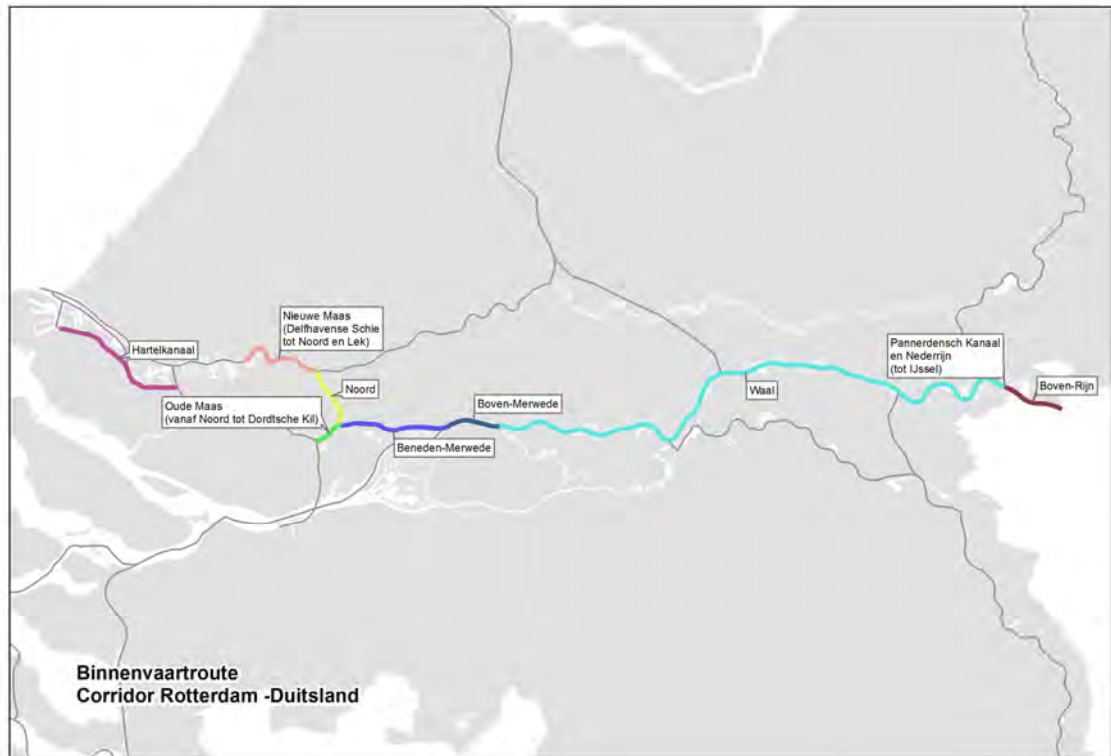 Nieuwe Maas
(Delfhavense Schie
tot Noord en Lek)
Hartelkanaal
Pannerdensch Kanaal
en Nederrijn
(tot IJssel)
Noord
Waal
Boven-Rijn
Oude Maas
(vanaf Noord tot Dordtsche Kil)
Boven-Merwede
Beneden-Merwede
Binnenvaartroute
Corridor Rotterdam -Duitsland